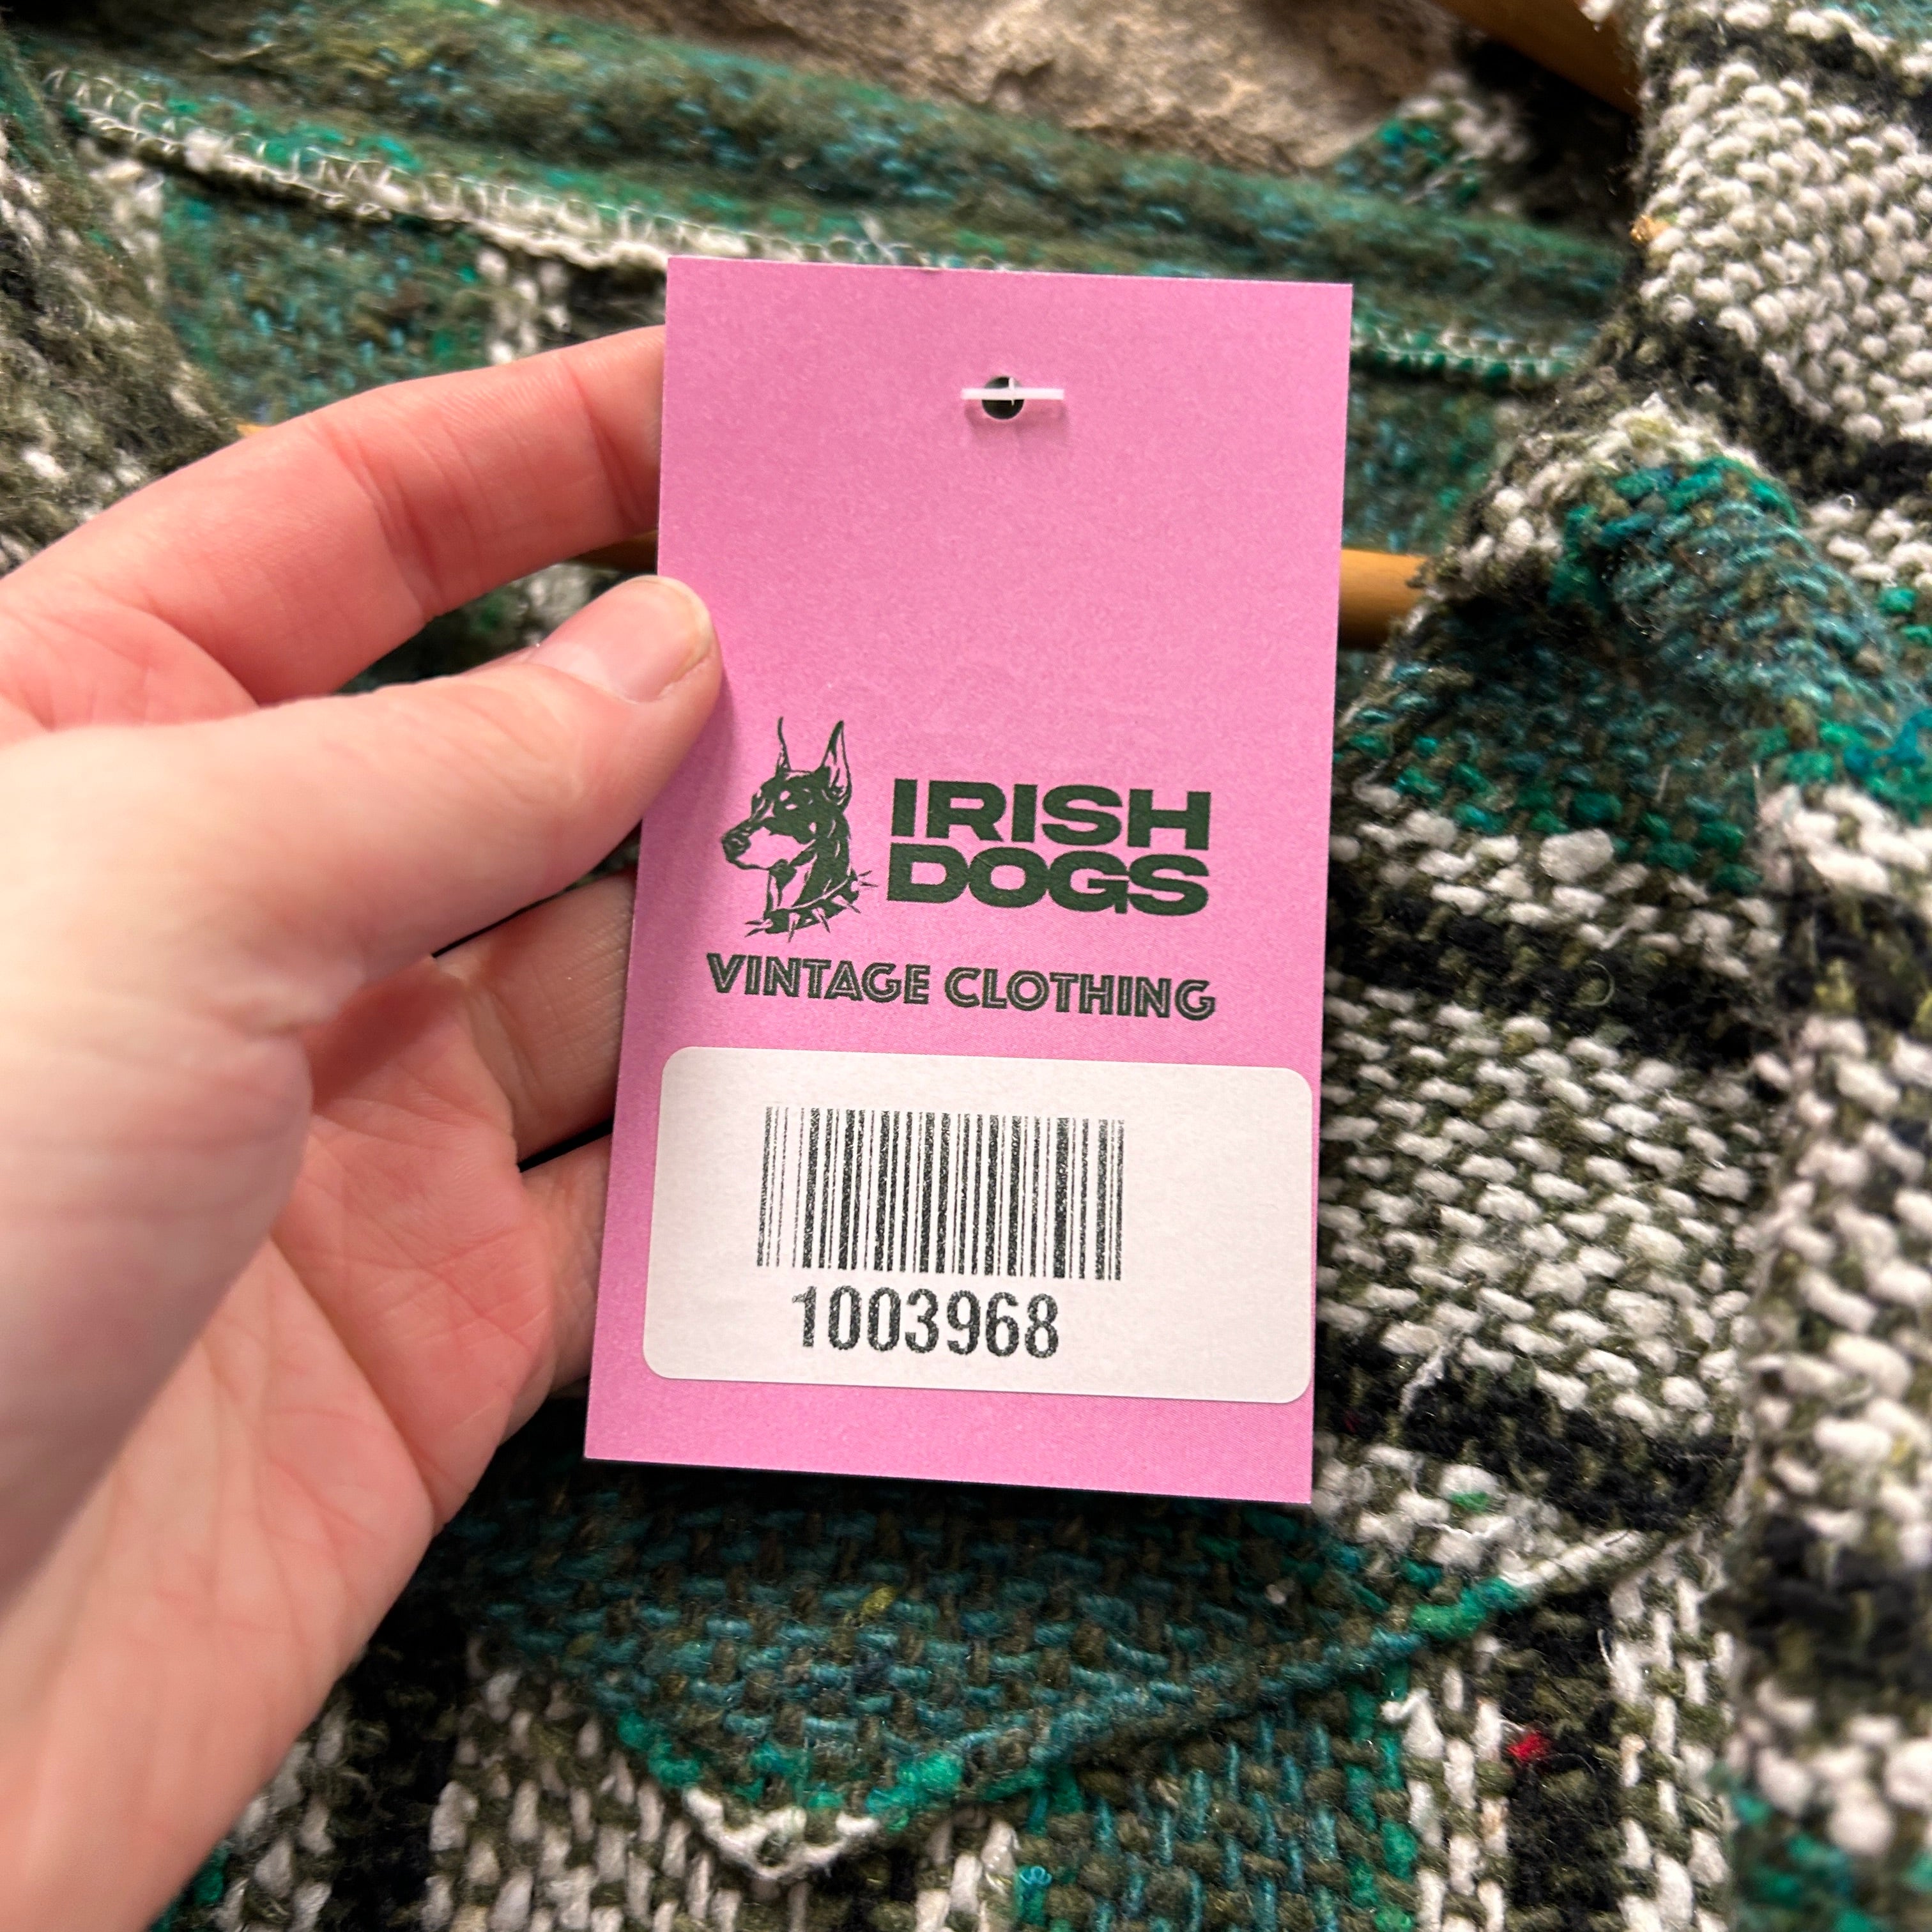 IRISH
DOGS
VINTAGE CLOTHING
1003968